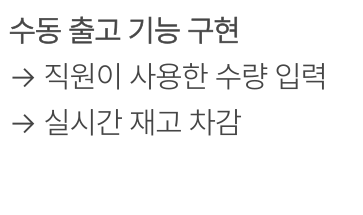 수동 출고 기능 구현
→ 직원이 사용한 수량 입력
→ 실시간 재고 차감